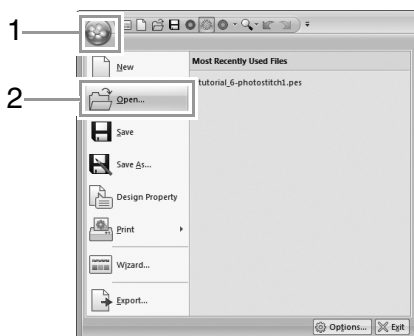 1
Most Recently Used Files
New
tutorial_6-photostitch1.pes
2
Open...
Save
Save As...
Design Property
Print
Wizard...
Export...
Options...
Exit